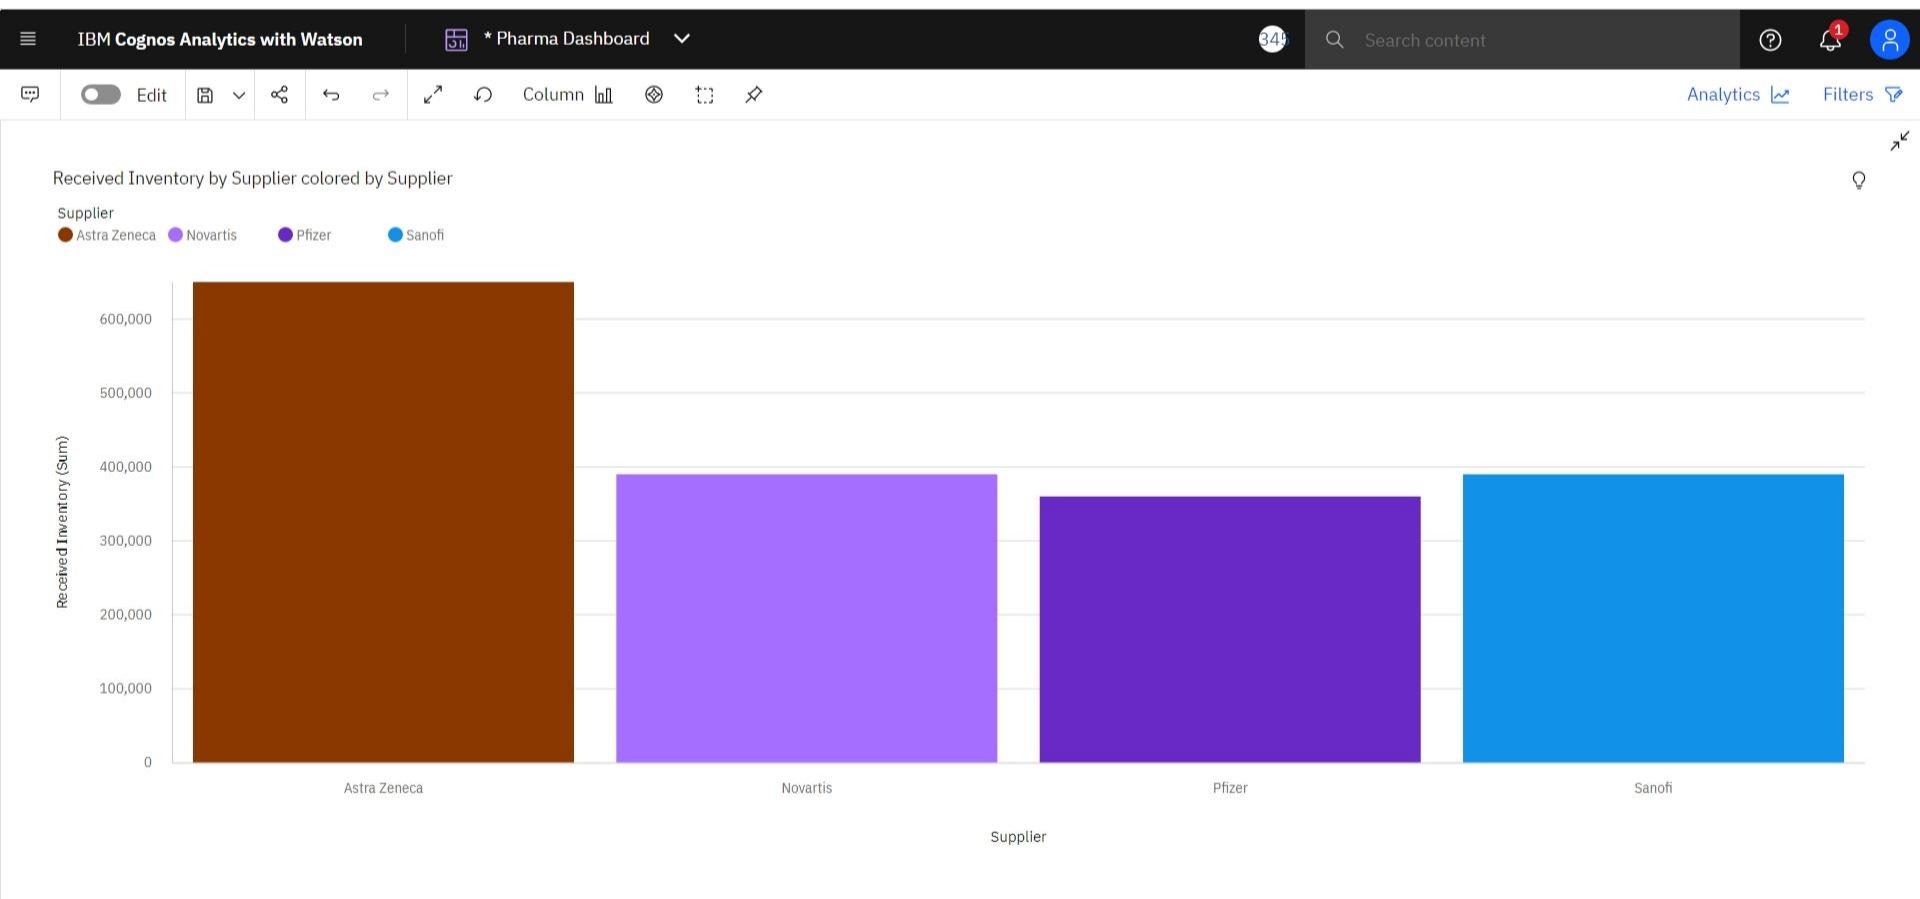 IBM Cognos Analytics with Watson
* Pharma Dashboard
345
Search content
1
Edit
Column
Analytics
Filters
Received Inventory by Supplier colored by Supplier
Supplier
Astra Zeneca Novartis Pfizer Sanofi
600,000
500,000
400,000
300,000
200,000
100,000
0
Received Inventory (Sum)
Astra Zeneca Novartis Pfizer Sanofi
Supplier